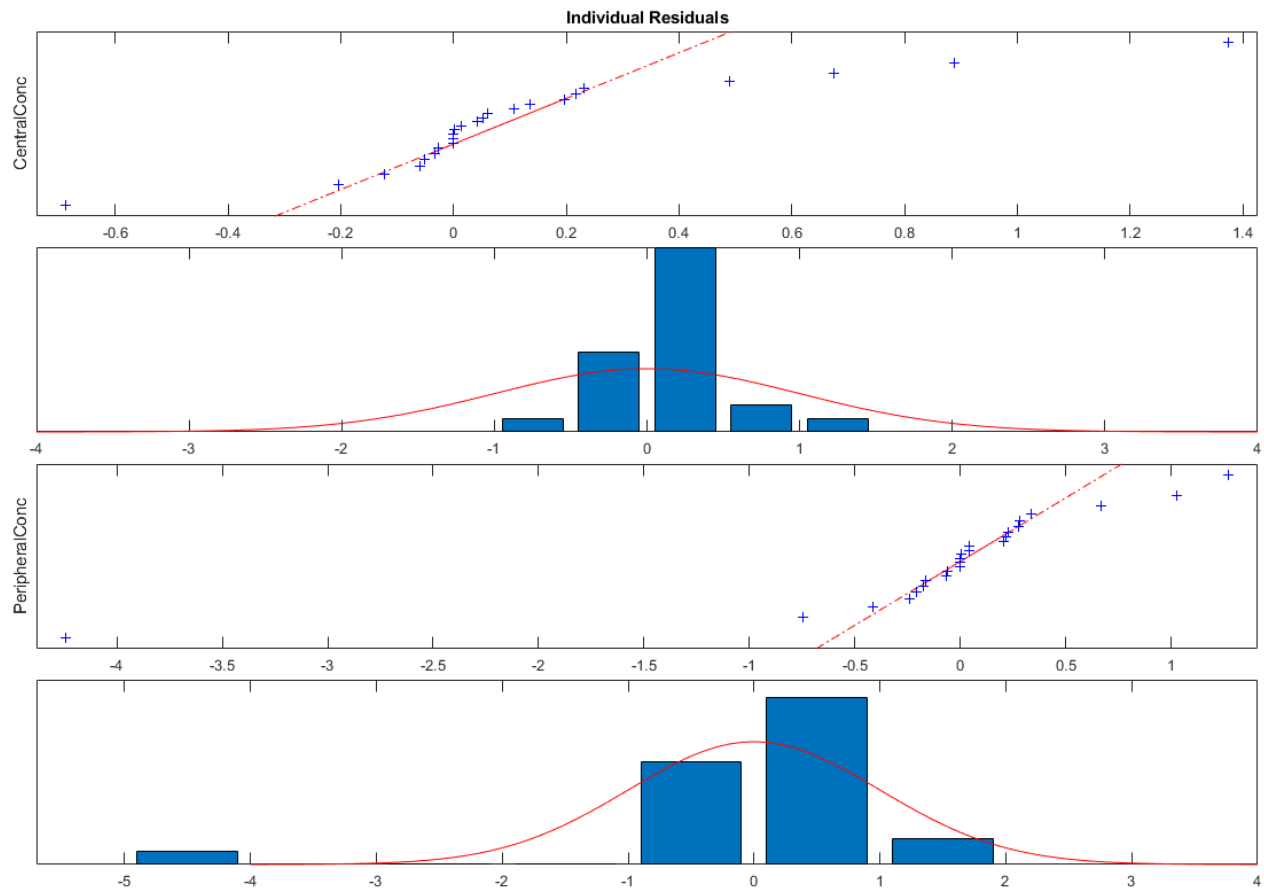 Individual Residuals
CentralConc
-0.6 -0.4 -0.2 0 0.2 0.4 0.6 0.8 1 1.2 1.4
-4 -3 -2 -1 0 1 2 3 4
PeripheralConc
-4 -3.5 -3 -2.5 -2 -1.5 -1 -0.5 0 0.5 1
-5 -4 -3 -2 -1 0 1 2 3 4